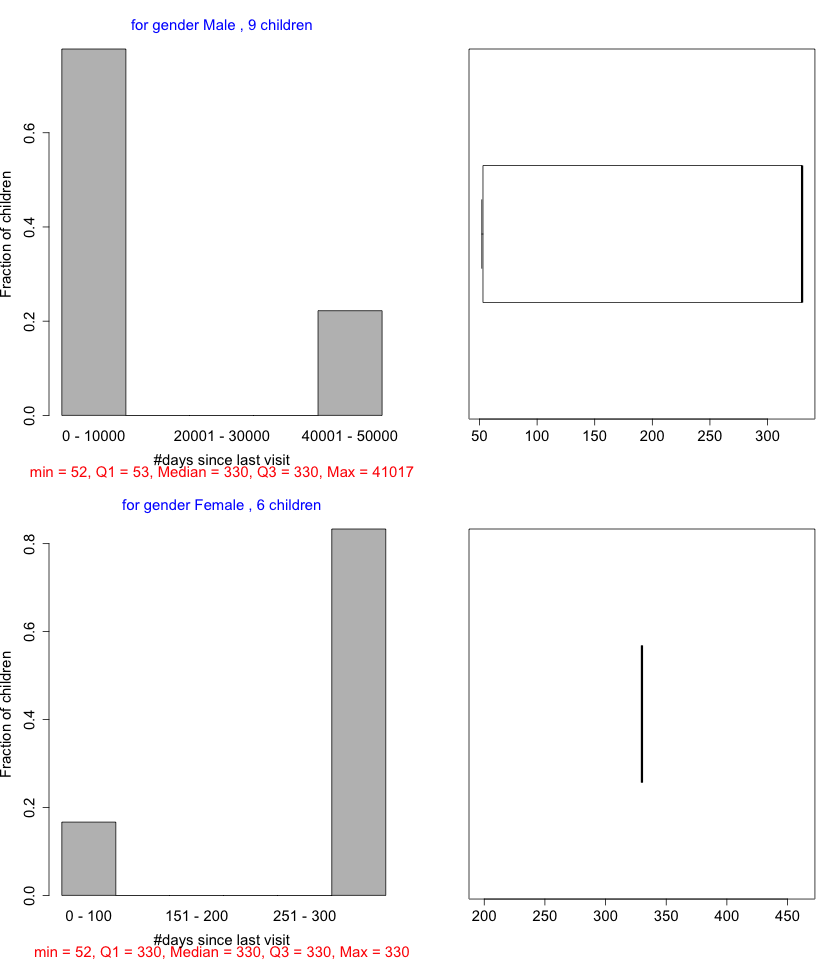 for gender Male , 9 children
Fraction of children
0.0 0.2 0.4 0.6
0 - 10000 20001 - 30000 40001 - 50000
#days since last visit
min = 52, Q1 = 53, Median = 330, Q3 = 330, Max = 41017
50 100 150 200 250 300
for gender Female , 6 children
Fraction of children
0.0 0.2 0.4 0.6 0.8
0 - 100 151 - 200 251 - 300
#days since last visit
min = 52, Q1 = 330, Median = 330, Q3 = 330, Max = 330
200 250 300 350 400 450